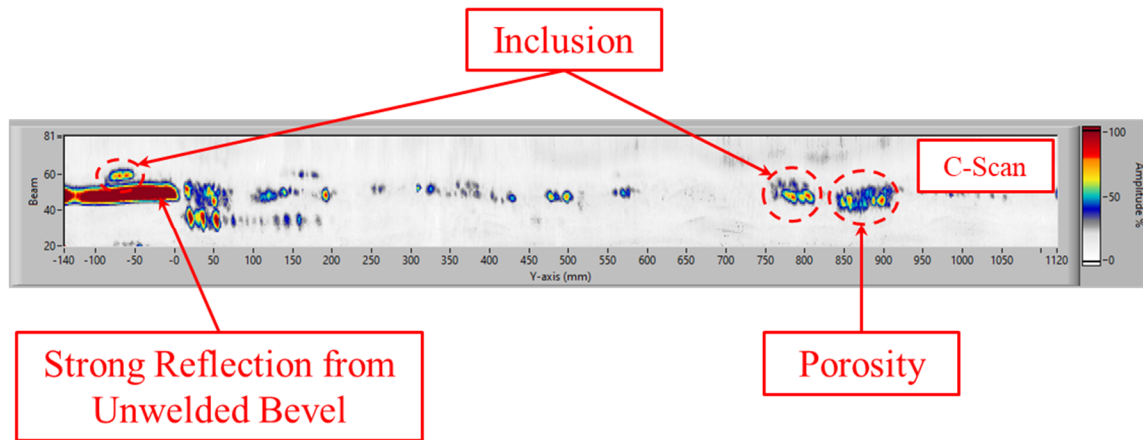 Inclusion
C-Scan
81
60
40
20
Beam
-140 -100 -50 -0 50 100 150 200 250 300 350 400 450 500 550 600 650 700 750 800 850 900 950 1000 1050 1120
Y-axis (mm)
-100
-50
-0
Amplitude %
Strong Reflection from
Unwelded Bevel
Porosity